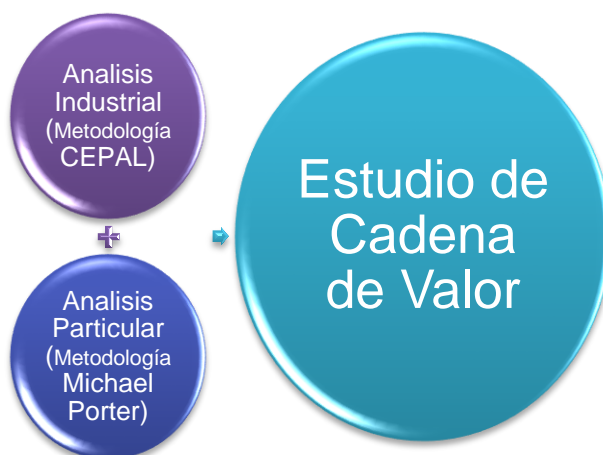 Analisis
Industrial
(Metodología
CEPAL)
Analisis
Particular
(Metodología
Michael
Porter)
Estudio de
Cadena
de Valor